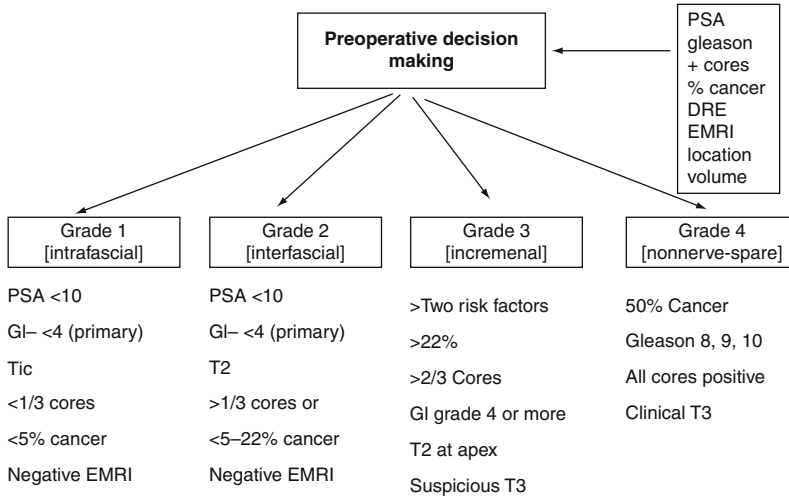 Preoperative decision
making
PSA
gleason
+ cores
% cancer
DRE
EMRI
location
volume
Grade 1
[intrafascial]
PSA <10
Gl– <4 (primary)
Tic
<1/3 cores
<5% cancer
Negative EMRI
Grade 2
[interfascial]
PSA <10
Gl– <4 (primary)
T2
>1/3 cores or
<5–22% cancer
Negative EMRI
Grade 3
[incremenal]
>Two risk factors
>22%
>2/3 Cores
Gl grade 4 or more
T2 at apex
Suspicious T3
Grade 4
[nonnerve-spare]
50% Cancer
Gleason 8, 9, 10
All cores positive
Clinical T3